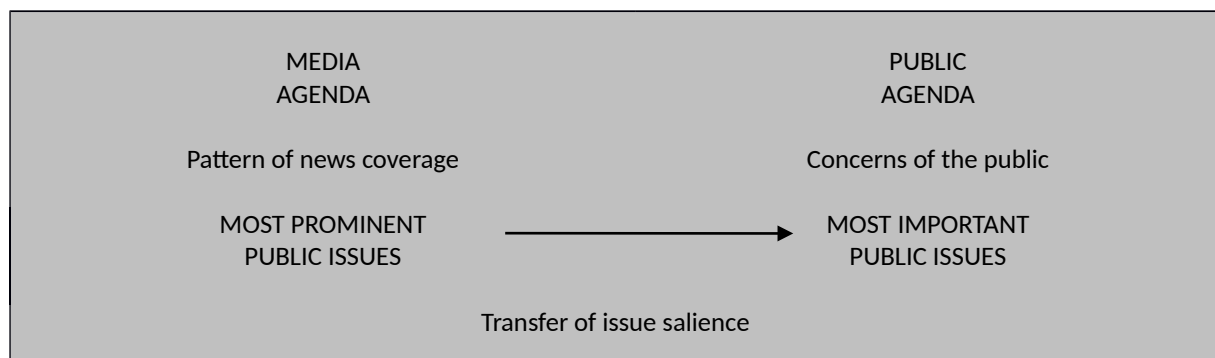 MEDIA
AGENDA
PUBLIC
AGENDA
Pattern of news coverage
Concerns of the public
MOST PROMINENT
PUBLIC ISSUES
MOST IMPORTANT
PUBLIC ISSUES
Transfer of issue salience